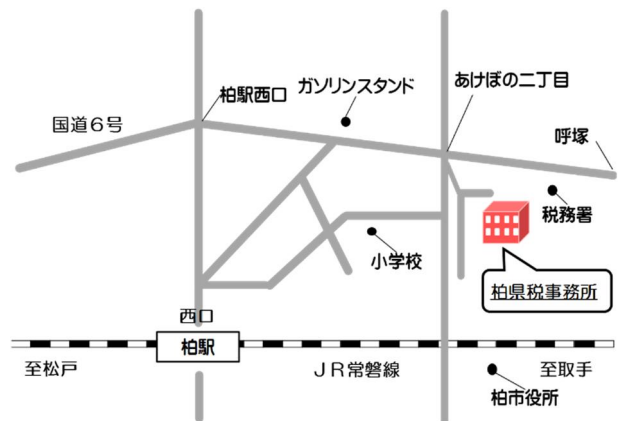 ガソリンスタンド
あけぼの二丁目
柏駅西口
国道６号
呼塚
税務署
小学校
柏県税事務所
西口
柏駅
至松戸
ＪＲ常磐線
至取手
柏市役所